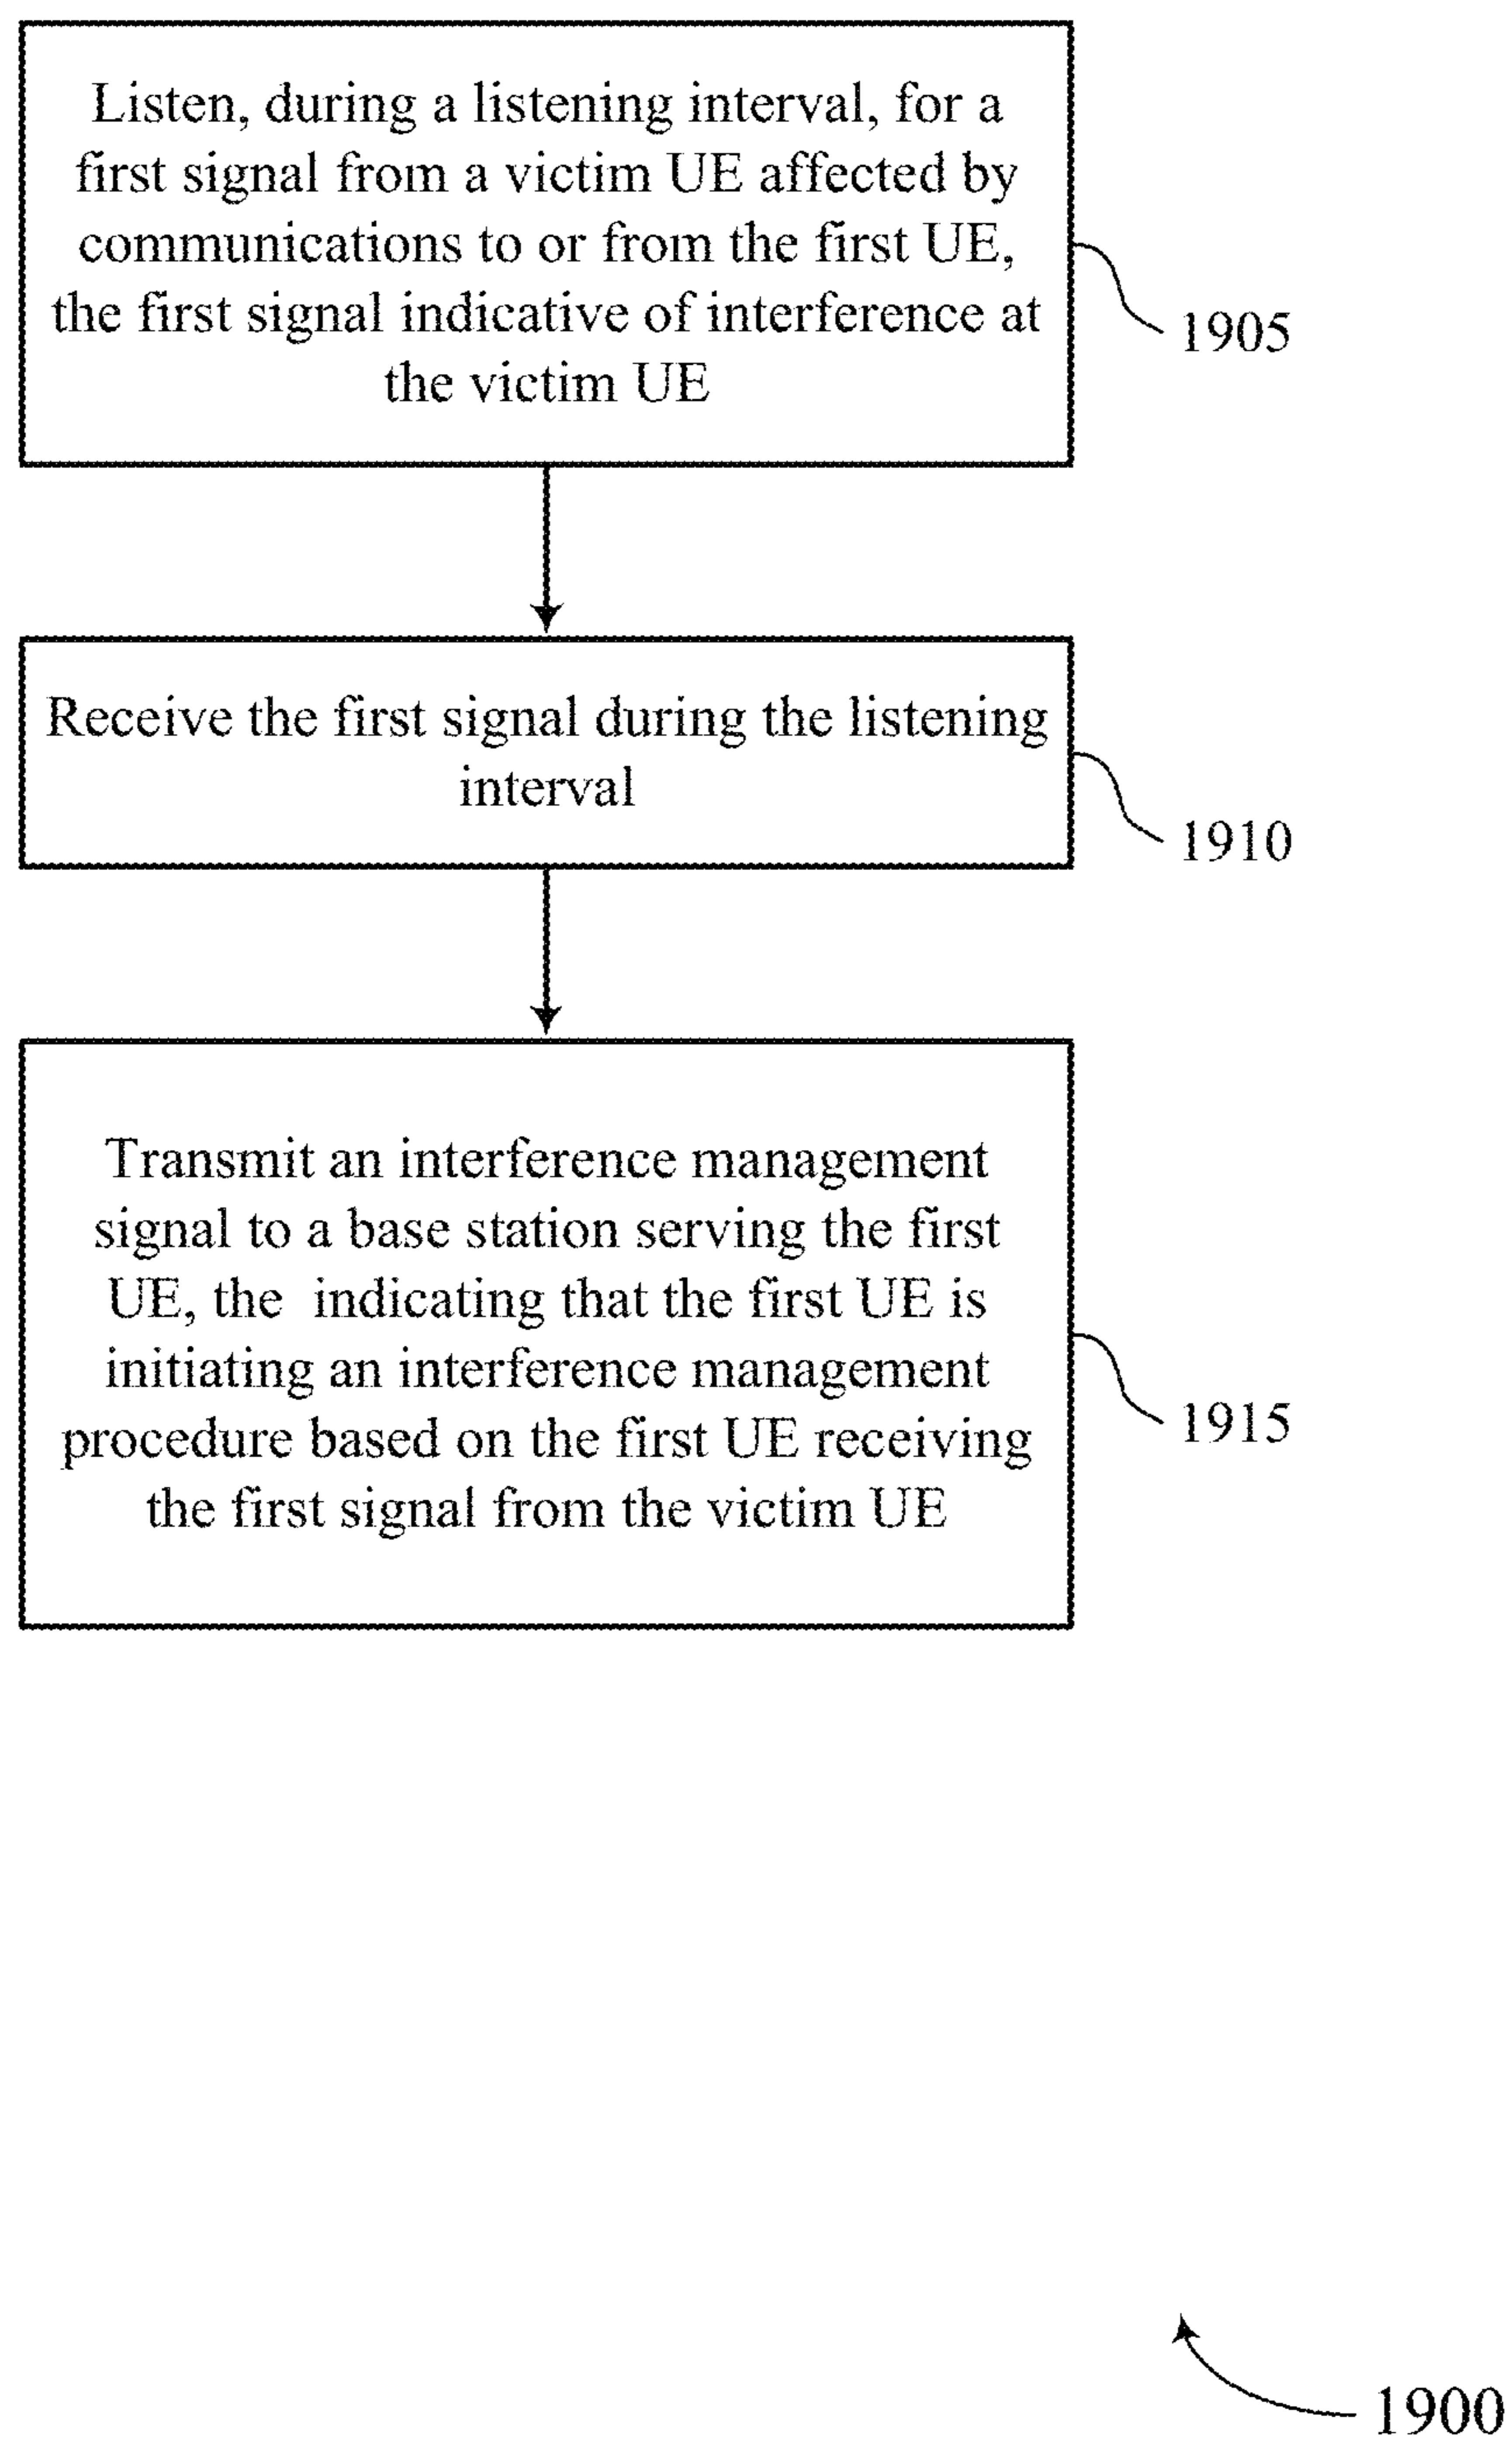 Listen, during a listening interval, for a
first signal from a victim UE affected by
communications to or from the first UE,
the first signal indicative of interference at
the victim UE
1905
Receive the first signal during the listening
interval
1910
Transmit an interference management
signal to a base station serving the first
UE, the  indicating that the first UE is
initiating an interference management
procedure based on the first UE receiving
the first signal from the victim UE
1915
1900